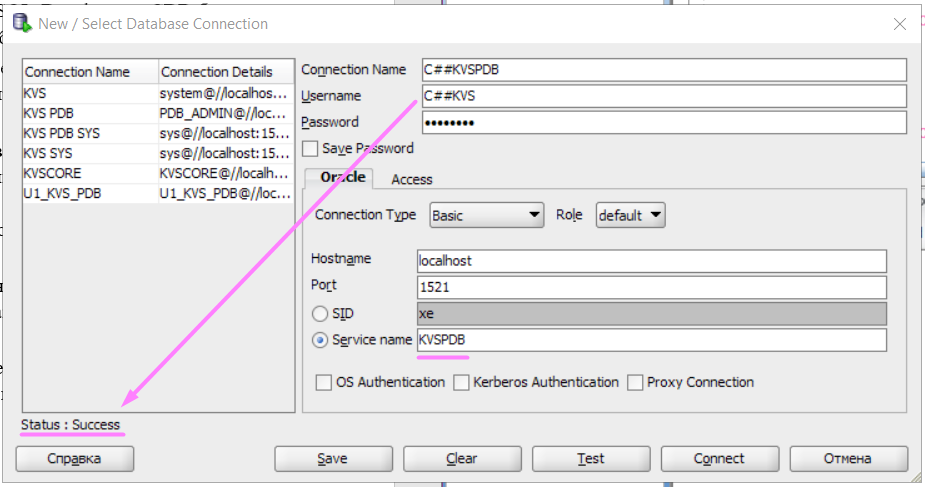 New / Select Database Connection
Connection Name Connection Details
KVS system@//localhos...
KVS PDB PDB_ADMIN@//loc...
KVS PDB SYS sys@//localhost:15...
KVS SYS sys@//localhost:15...
KVSCORE KVSCORE@//localh...
U1_KVS_PDB U1_KVS_PDB@//loc...
Connection Name C##KVSPDB
Username C##KVS
Password ••••••••
Save Password
Oracle Access
Connection Type Basic Role default
Hostname localhost
Port 1521
SID xe
Service name KVSPDB
OS Authentication Kerberos Authentication Proxy Connection
Status : Success
Справка Save Clear Test Connect Отмена